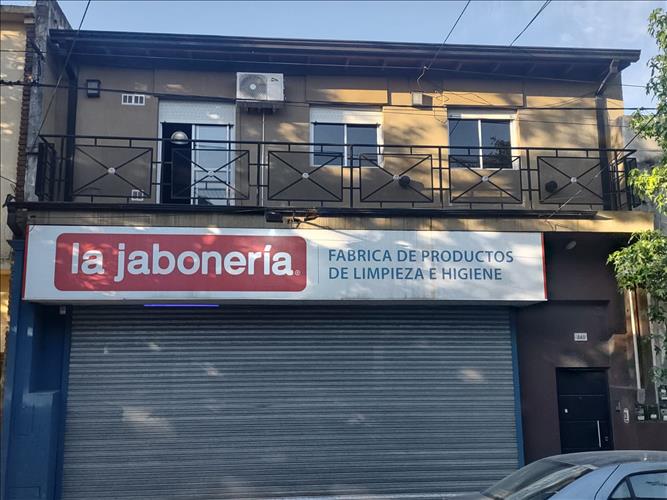 la jabonería®
FABRICA DE PRODUCTOS
DE LIMPIEZA E HIGIENE